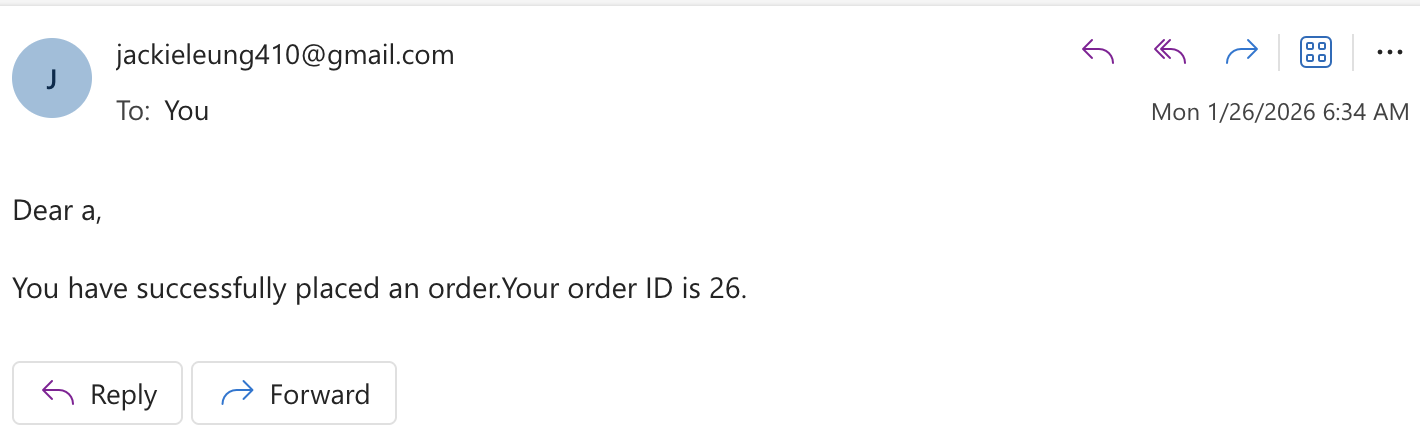 J
jackieleung410@gmail.com
To: You
Mon 1/26/2026 6:34 AM
Dear a,
You have successfully placed an order.Your order ID is 26.
Reply
Forward